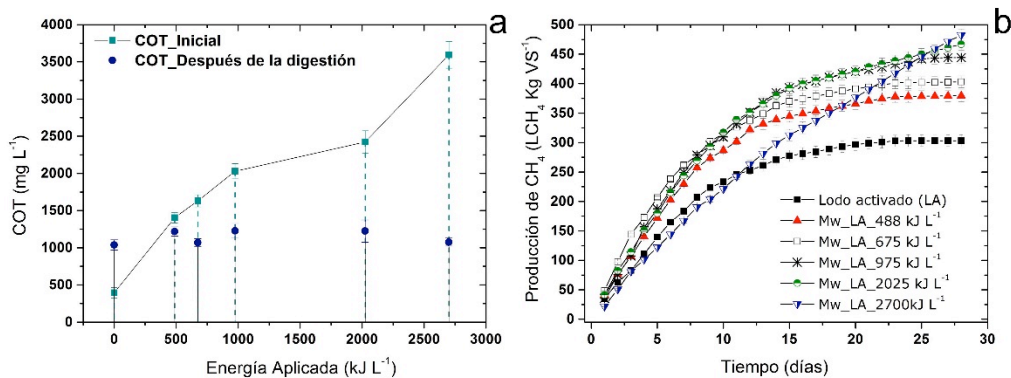 a
COT_Inicial
COT_Después de la digestión
COT (mg L⁻¹)
4000
3500
3000
2500
2000
1500
1000
500
0
0 500 1000 1500 2000 2500 3000
Energía Aplicada (kJ L⁻¹)
b
Producción de CH₄ (LCH₄ Kg VS⁻¹)
500
450
400
350
300
250
200
150
100
50
0
Lodo activado (LA)
Mw_LA_488 kJ L⁻¹
Mw_LA_675 kJ L⁻¹
Mw_LA_975 kJ L⁻¹
Mw_LA_2025 kJ L⁻¹
Mw_LA_2700kJ L⁻¹
0 5 10 15 20 25 30
Tiempo (días)